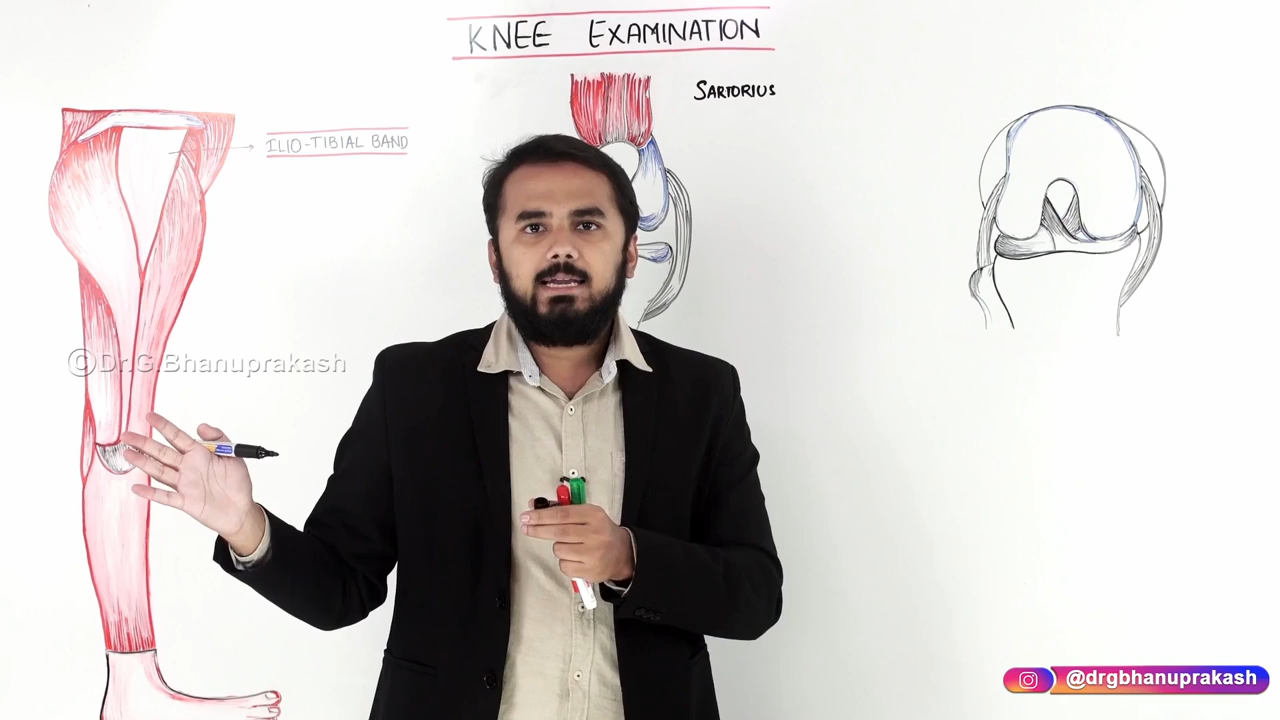 KNEE EXAMINATION
SARTORIUS
ILIO-TIBIAL BAND
©Dr.G.Bhanuprakash
@drgbhanuprakash